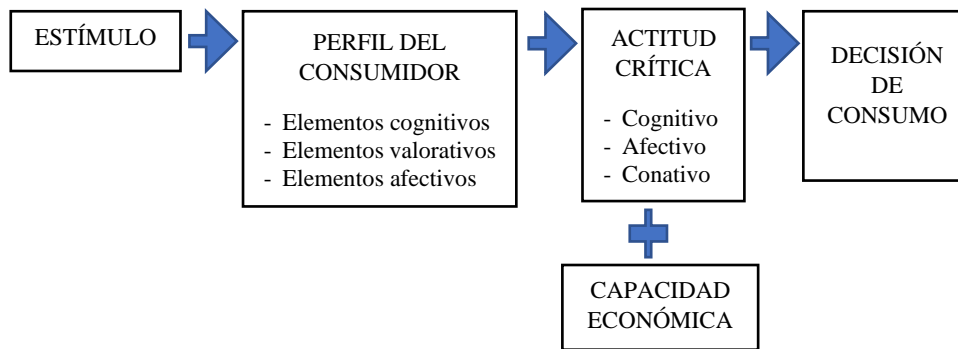 ESTÍMULO
PERFIL DEL
CONSUMIDOR
- Elementos cognitivos
- Elementos valorativos
- Elementos afectivos
ACTITUD
CRÍTICA
- Cognitivo
- Afectivo
- Conativo
DECISIÓN
DE
CONSUMO
CAPACIDAD
ECONÓMICA